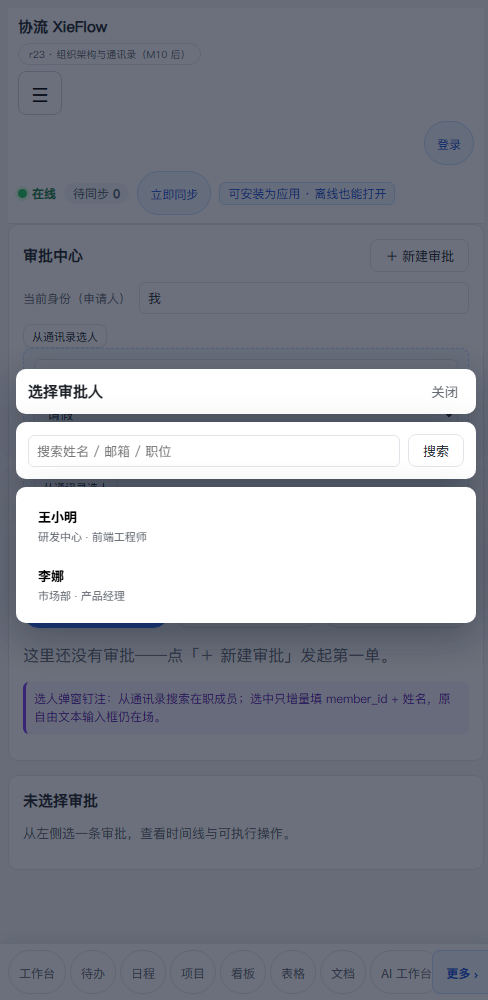 协流 XieFlow
r23 · 组织架构与通讯录（M10 后）
☰
登录
在线 待同步 0 立即同步 可安装为应用 · 离线也能打开
审批中心 ＋ 新建审批
当前身份（申请人） 我
从通讯录选人
选择审批人 关闭
请假
搜索姓名 / 邮箱 / 职位 搜索
从通讯录选人
王小明
研发中心 · 前端工程师
李娜
市场部 · 产品经理
这里还没有审批——点「＋ 新建审批」发起第一单。
选人弹窗钉注：从通讯录搜索在职成员；选中只增量填 member_id + 姓名，原
自由文本输入框仍在场。
未选择审批
从左侧选一条审批，查看时间线与可执行操作。
工作台 待办 日程 项目 看板 表格 文档 AI 工作台 更多 ›